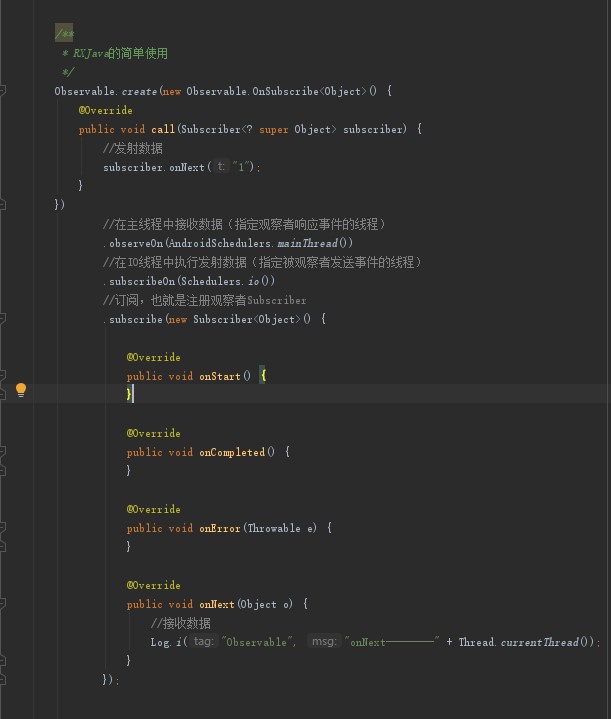 /**
 * RXJava的简单使用
 */
Observable.create(new Observable.OnSubscribe<Object>() {
    @Override
    public void call(Subscriber<? super Object> subscriber) {
        //发射数据
        subscriber.onNext( t: "1");
    }
})
        //在主线程中接收数据（指定观察者响应事件的线程）
        .observeOn(AndroidSchedulers.mainThread())
        //在IO线程中执行发射数据（指定被观察者发送事件的线程）
        .subscribeOn(Schedulers.io())
        //订阅，也就是注册观察者Subscriber
        .subscribe(new Subscriber<Object>() {
            @Override
            public void onStart() {
            }
            @Override
            public void onCompleted() {
            }
            @Override
            public void onError(Throwable e) {
            }
            @Override
            public void onNext(Object o) {
                //接收数据
                Log.i( tag: "Observable", msg: "onNext————" + Thread.currentThread());
            }
        });